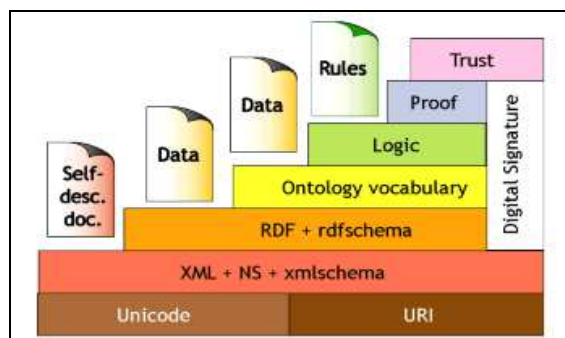 Rules
Trust
Data
Proof
Data
Logic
Self-
desc.
doc.
Ontology vocabulary
Digital Signature
RDF + rdfschema
XML + NS + xmlschema
Unicode
URI